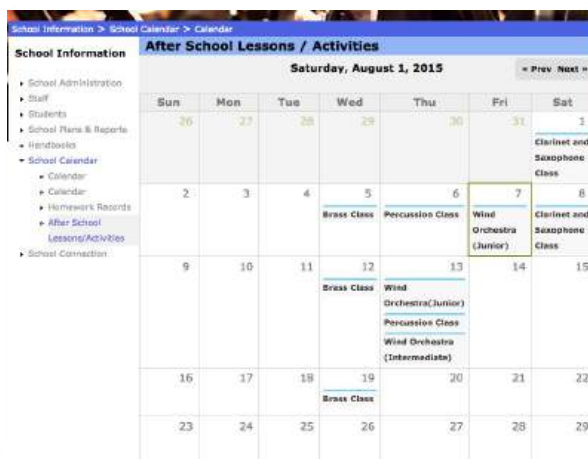 School Information > School Calendar > Calendar
School Information
School Administration
Staff
Students
School Plans & Reports
Handbooks
School Calendar
Calendar
Calendar
Homework Records
After School
Lessons/Activities
School Connection
After School Lessons / Activities
Saturday, August 1, 2015
« Prev Next »
Sun Mon Tue Wed Thu Fri Sat
26 27 28 29 30 31 1
Clarinet and
Saxophone
Class
2 3 4 5 6 7 8
Brass Class Percussion Class Wind Clarinet and
Orchestra Saxophone
(Junior) Class
9 10 11 12 13 14 15
Brass Class Wind
Orchestra(Junior)
Percussion Class
Wind Orchestra
(Intermediate)
16 17 18 19 20 21 22
Brass Class
23 24 25 26 27 28 29